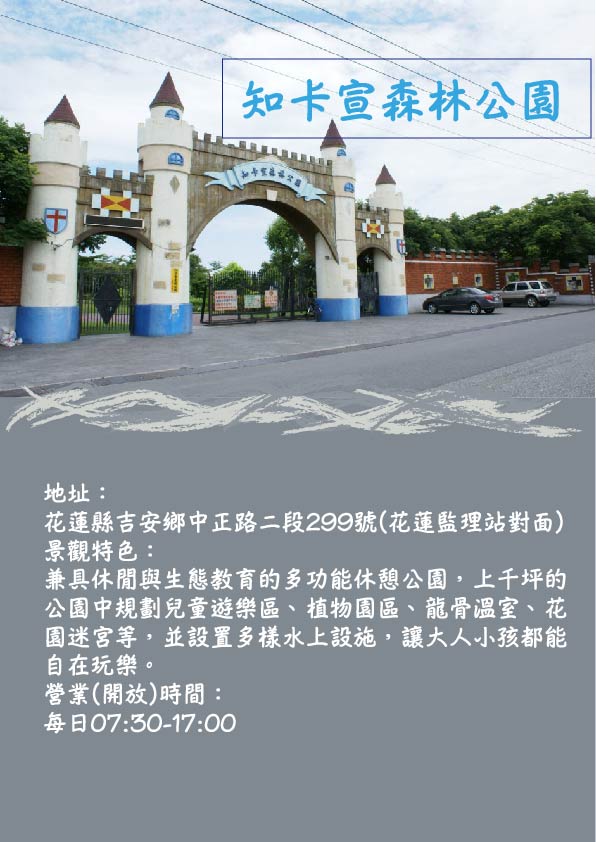 知卡宣森林公園
知卡宣森林公園
地址：
花蓮縣吉安鄉中正路二段299號(花蓮監理站對面)
景觀特色：
兼具休閒與生態教育的多功能休憩公園，上千坪的
公園中規劃兒童遊樂區、植物園區、龍骨溫室、花
園迷宮等，並設置多樣水上設施，讓大人小孩都能
自在玩樂。
營業(開放)時間：
每日07:30-17:00